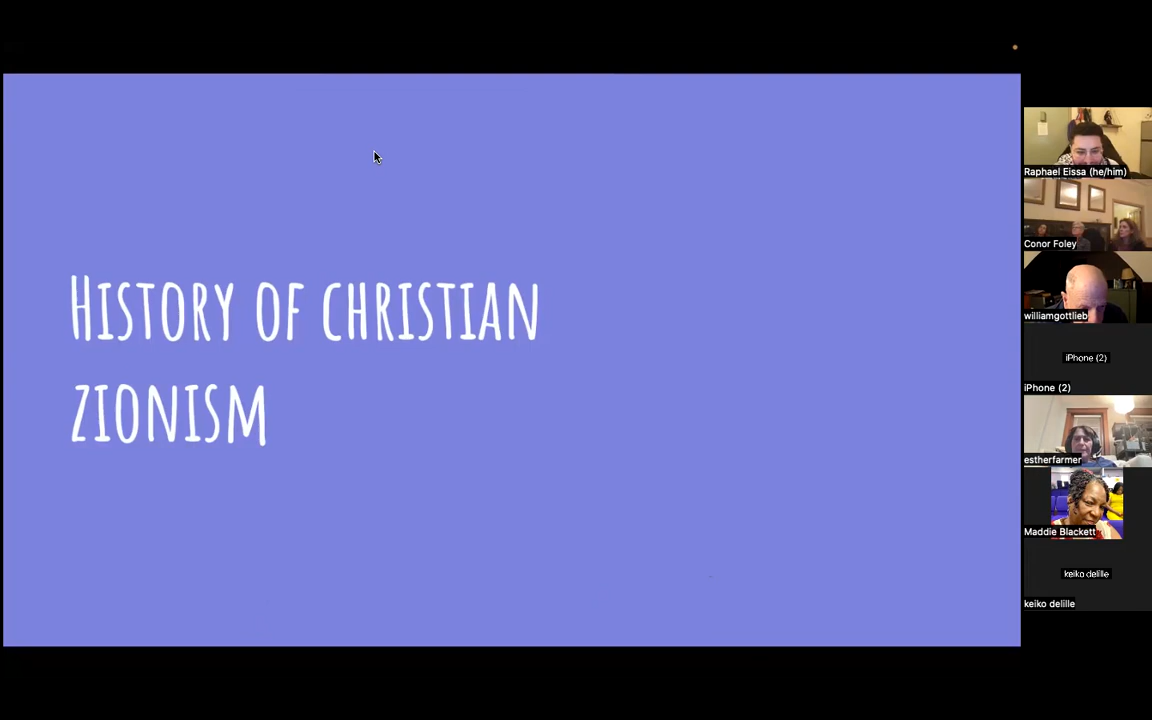 History of christian
zionism
Raphael Eissa (he/him)
Conor Foley
williamgottlieb
iPhone (2)
iPhone (2)
estherfarmer
Maddie Blackett
keiko delille
keiko delille